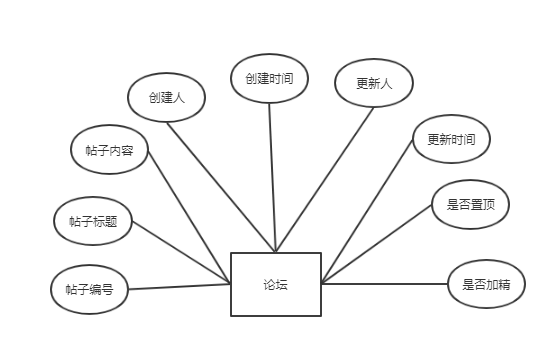 创建时间
更新人
创建人
更新时间
帖子内容
是否置顶
帖子标题
论坛
是否加精
帖子编号